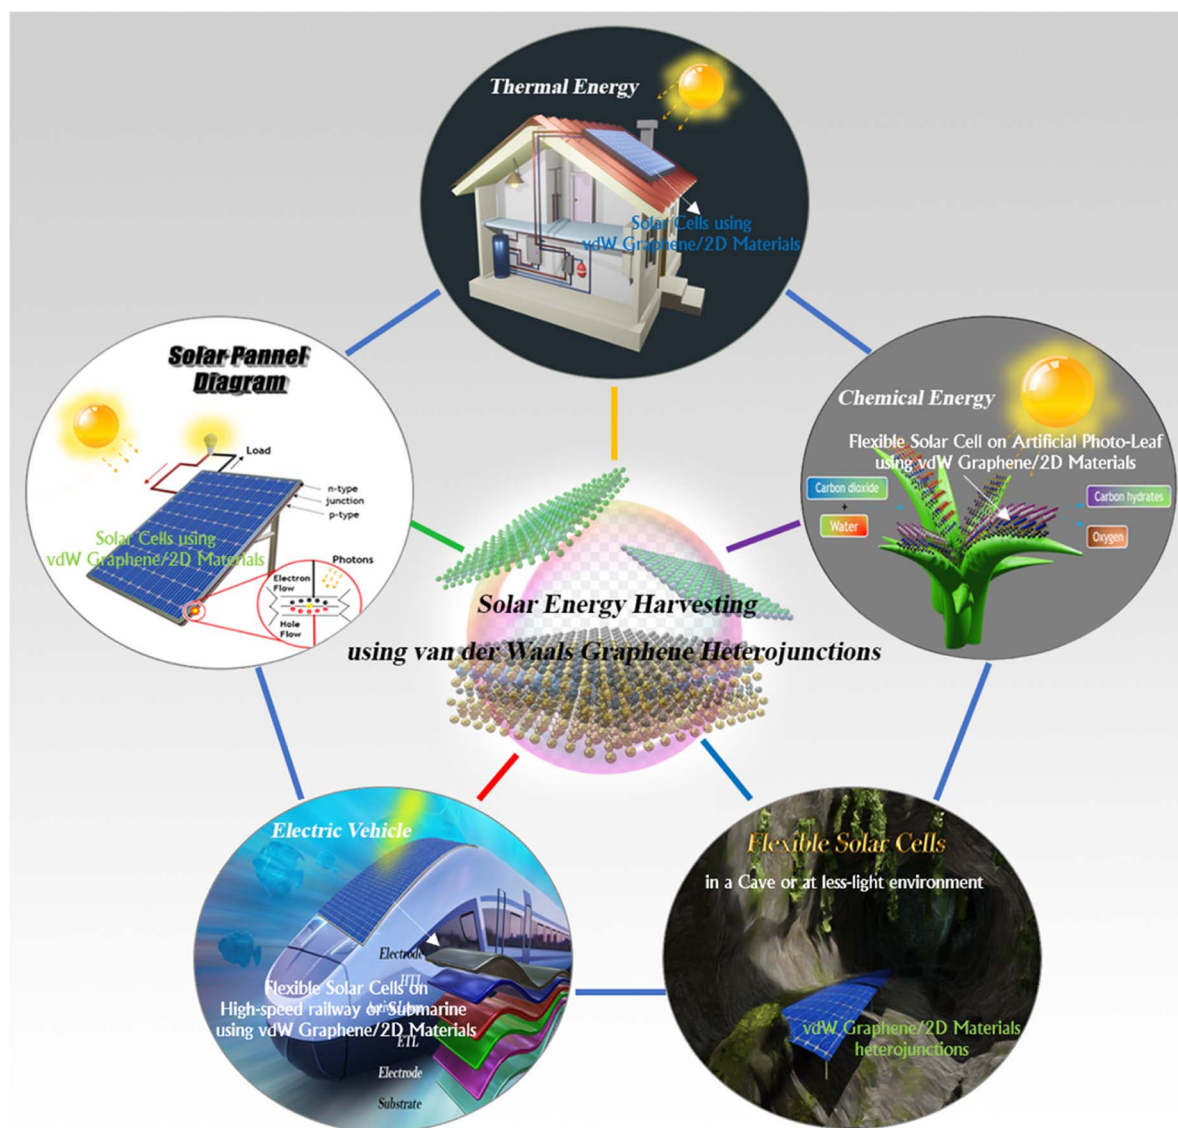 Thermal Energy
Solar Cells using
vdW Graphene/2D Materials
Solar Pannel
Diagram
Load
n-type
junction
p-type
Solar Cells using
vdW Graphene/2D Materials
Photons
Electron
Flow
Hole
Flow
Chemical Energy
Flexible Solar Cell on Artificial Photo-Leaf
using vdW Graphene/2D Materials
Carbon dioxide
+
Water
Carbon hydrates
Oxygen
Solar Energy Harvesting
using van der Waals Graphene Heterojunctions
Electric Vehicle
Electrode
HTL
Flexible Solar Cells on
High-speed railway or Submarine
using vdW Graphene/2D Materials
ETL
Electrode
Substrate
Flexible Solar Cells
in a Cave or at less-light environment
vdW Graphene/2D Materials
heterojunctions